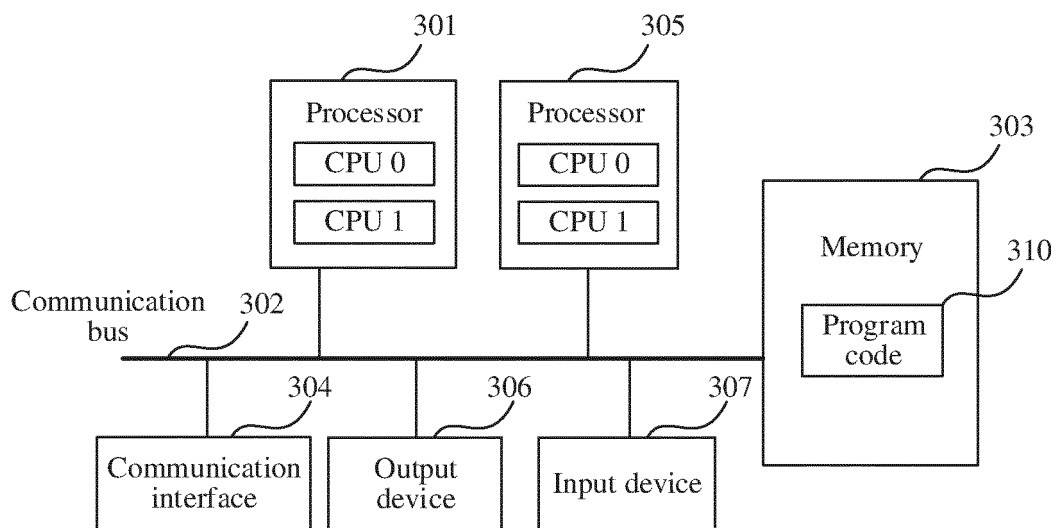 301
305
Processor
CPU 0
CPU 1
Processor
CPU 0
CPU 1
303
Memory
310
Program
code
Communication
bus
302
304
306
307
Communication
interface
Output
device
Input device